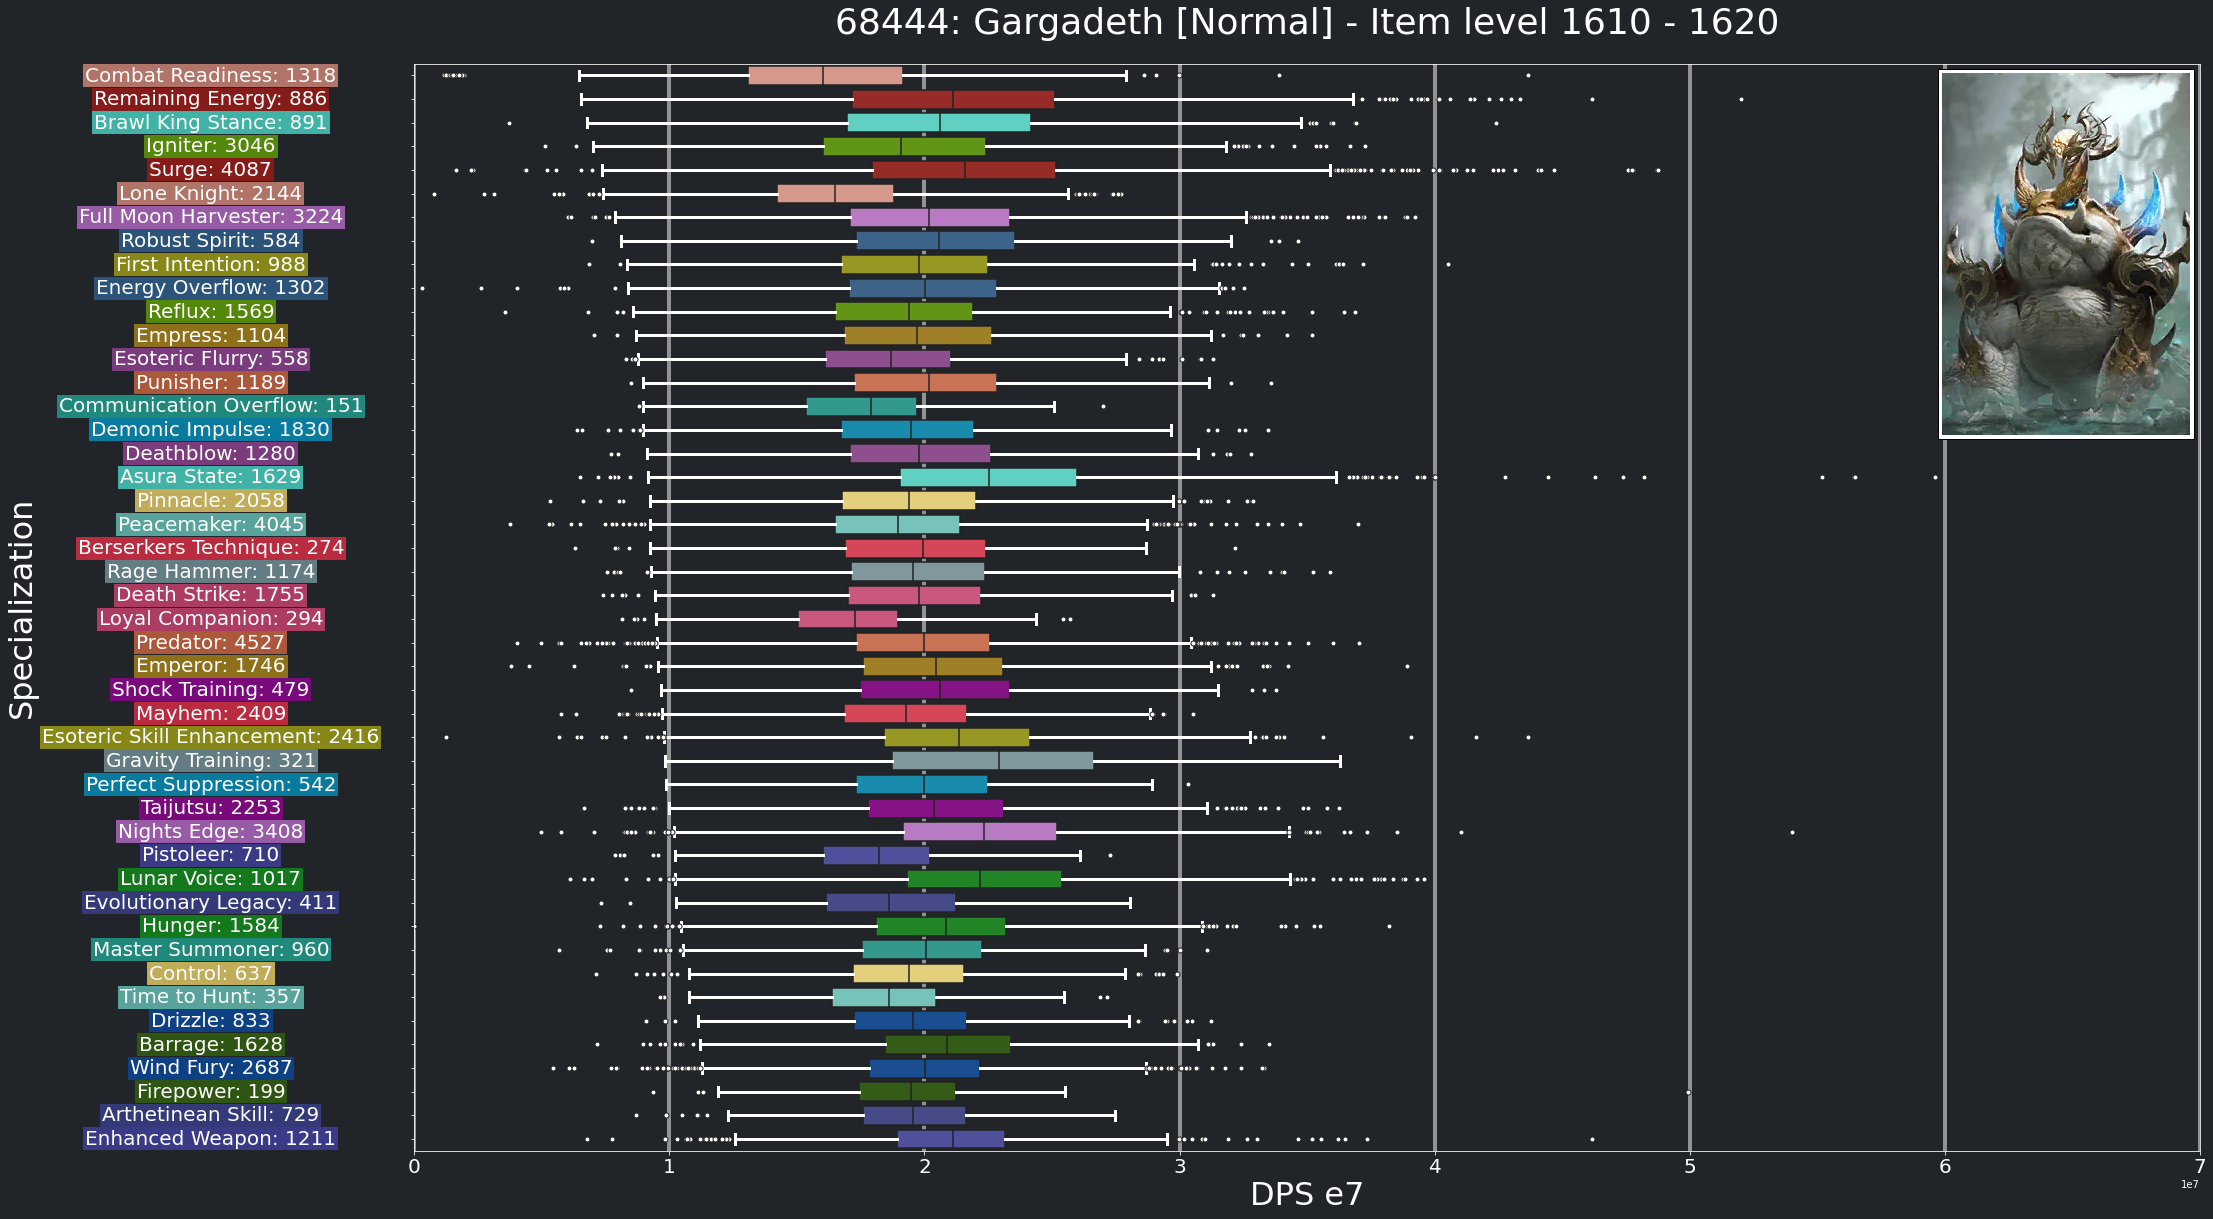 68444: Gargadeth [Normal] - Item level 1610 - 1620
Specialization
Combat Readiness: 1318
Remaining Energy: 886
Brawl King Stance: 891
Igniter: 3046
Surge: 4087
Lone Knight: 2144
Full Moon Harvester: 3224
Robust Spirit: 584
First Intention: 988
Energy Overflow: 1302
Reflux: 1569
Empress: 1104
Esoteric Flurry: 558
Punisher: 1189
Communication Overflow: 151
Demonic Impulse: 1830
Deathblow: 1280
Asura State: 1629
Pinnacle: 2058
Peacemaker: 4045
Berserkers Technique: 274
Rage Hammer: 1174
Death Strike: 1755
Loyal Companion: 294
Predator: 4527
Emperor: 1746
Shock Training: 479
Mayhem: 2409
Esoteric Skill Enhancement: 2416
Gravity Training: 321
Perfect Suppression: 542
Taijutsu: 2253
Nights Edge: 3408
Pistoleer: 710
Lunar Voice: 1017
Evolutionary Legacy: 411
Hunger: 1584
Master Summoner: 960
Control: 637
Time to Hunt: 357
Drizzle: 833
Barrage: 1628
Wind Fury: 2687
Firepower: 199
Arthetinean Skill: 729
Enhanced Weapon: 1211
0 1 2 3 4 5 6 7
1e7
DPS e7